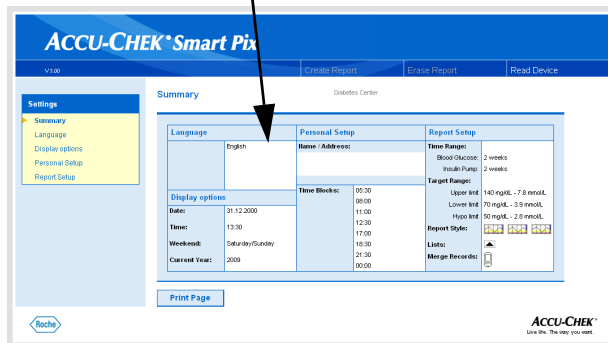 ACCU-CHEK® Smart Pix
V3.00
Create Report
Erase Report
Read Device
Settings
Summary
Language
Display options
Personal Setup
Report Setup
Summary
Diabetes Center
Language
English
Display options
Date: 31.12.2000
Time: 13:30
Weekend: Saturday/Sunday
Current Year: 2009
Personal Setup
Name / Address:
Time Blocks: 05:30
08:00
11:00
12:30
17:00
18:30
21:30
00:00
Report Setup
Time Range:
Blood Glucose: 2 weeks
Insulin Pump: 2 weeks
Target Range:
Upper limit 140 mg/dL - 7.8 mmol/L
Lower limit 70 mg/dL - 3.9 mmol/L
Hypo limit 50 mg/dL - 2.8 mmol/L
Report Style:
Lists:
Merge Records:
Print Page
Roche
ACCU-CHEK®
Live life. The way you want.